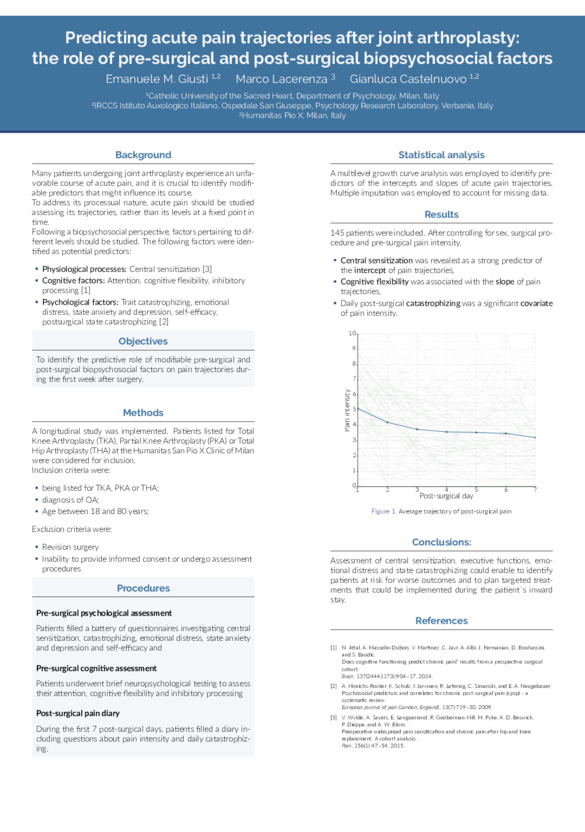 Predicting acute pain trajectories after joint arthroplasty:
the role of pre-surgical and post-surgical biopsychosocial factors
Emanuele M. Giusti 1,2 Marco Lacerenza 3 Gianluca Castelnuovo 1,2
1Catholic University of the Sacred Heart, Department of Psychology, Milan, Italy
2IRCCS Istituto Auxologico Italiano, Ospedale San Giuseppe, Psychology Research Laboratory, Verbania, Italy
3Humanitas Pio X, Milan, Italy
Background
Many patients undergoing joint arthroplasty experience an unfa-
vorable course of acute pain, and it is crucial to identify modifi-
able predictors that might influence its course.
To address its processual nature, acute pain should be studied
assessing its trajectories, rather than its levels at a fixed point in
time.
Following a biopsychosocial perspective, factors pertaining to dif-
ferent levels should be studied. The following factors were iden-
tified as potential predictors:
• Physiological processes: Central sensitization [3]
• Cognitive factors: Attention, cognitive flexibility, inhibitory
processing [1]
• Psychological factors: Trait catastrophizing, emotional
distress, state anxiety and depression, self-efficacy,
postsurgical state catastrophizing [2]
Objectives
To identify the predictive role of modifiable pre-surgical and
post-surgical biopsychosocial factors on pain trajectories dur-
ing the first week after surgery.
Methods
A longitudinal study was implemented. Patients listed for Total
Knee Arthroplasty (TKA), Partial Knee Arthroplasty (PKA) or Total
Hip Arthroplasty (THA) at the Humanitas San Pio X Clinic of Milan
were considered for inclusion.
Inclusion criteria were:
• being listed for TKA, PKA or THA;
• diagnosis of OA;
• Age between 18 and 80 years;
Exclusion criteria were:
• Revision surgery
• Inability to provide informed consent or undergo assessment
procedures
Procedures
Pre-surgical psychological assessment
Patients filled a battery of questionnaires investigating central
sensitization, catastrophizing, emotional distress, state anxiety
and depression and self-efficacy and
Pre-surgical cognitive assessment
Patients underwent brief neuropsychological testing to assess
their attention, cognitive flexibility and inhibitory processing
Post-surgical pain diary
During the first 7 post-surgical days, patients filled a diary in-
cluding questions about pain intensity and daily catastrophiz-
ing.
Statistical analysis
A multilevel growth curve analysis was employed to identify pre-
dictors of the intercepts and slopes of acute pain trajectories.
Multiple imputation was employed to account for missing data.
Results
145 patients were included. After controlling for sex, surgical pro-
cedure and pre-surgical pain intensity,
• Central sensitization was revealed as a strong predictor of
the intercept of pain trajectories,
• Cognitive flexibility was associated with the slope of pain
trajectories,
• Daily post-surgical catastrophizing was a significant covariate
of pain intensity.
10
9
8
7
6
5
4
3
2
1
0
Pain intensity
1 2 3 4 5 6 7
Post-surgical day
Figure 1. Average trajectory of post-surgical pain
Conclusions:
Assessment of central sensitization, executive functions, emo-
tional distress and state catastrophizing could enable to identify
patients at risk for worse outcomes and to plan targeted treat-
ments that could be implemented during the patient's inward
stay.
References
[1] N. Attal, A. Masselin-Dubois, V. Martinez, C. Jayr, A. Albi, J. Fermanian, D. Bouhassira,
and S. Baudic.
Does cognitive functioning predict chronic pain? results from a prospective surgical
cohort.
Brain, 137(2444 1173):904–17, 2014.
[2] A. Hinrichs-Rocker, K. Schulz, I. Jarvinen, R. Lefering, C. Simanski, and E. A. Neugebauer.
Psychosocial predictors and correlates for chronic post-surgical pain (cpsp) - a
systematic review.
European journal of pain (London, England), 13(7):719–30, 2009.
[3] V. Wylde, A. Sayers, E. Lenguerrand, R. Gooberman-Hill, M. Pyke, A. D. Beswick,
P. Dieppe, and A. W. Blom.
Preoperative widespread pain sensitization and chronic pain after hip and knee
replacement: A cohort analysis.
Pain, 156(1):47–54, 2015.